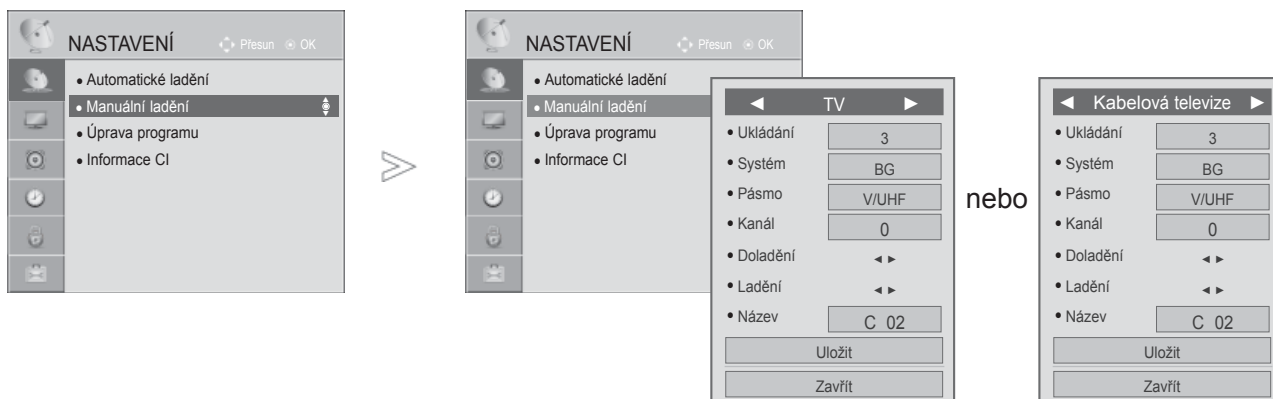 NASTAVENÍ Přesun OK
• Automatické ladění
• Manuální ladění
• Úprava programu
• Informace CI
NASTAVENÍ Přesun OK
• Automatické ladění
• Manuální ladění
• Úprava programu
• Informace CI
◄ TV ►
• Ukládání 3
• Systém BG
• Pásmo V/UHF
• Kanál 0
• Doladění ◄ ►
• Ladění ◄ ►
• Název C 02
Uložit
Zavřít
nebo
◄ Kabelová televize ►
• Ukládání 3
• Systém BG
• Pásmo V/UHF
• Kanál 0
• Doladění ◄ ►
• Ladění ◄ ►
• Název C 02
Uložit
Zavřít